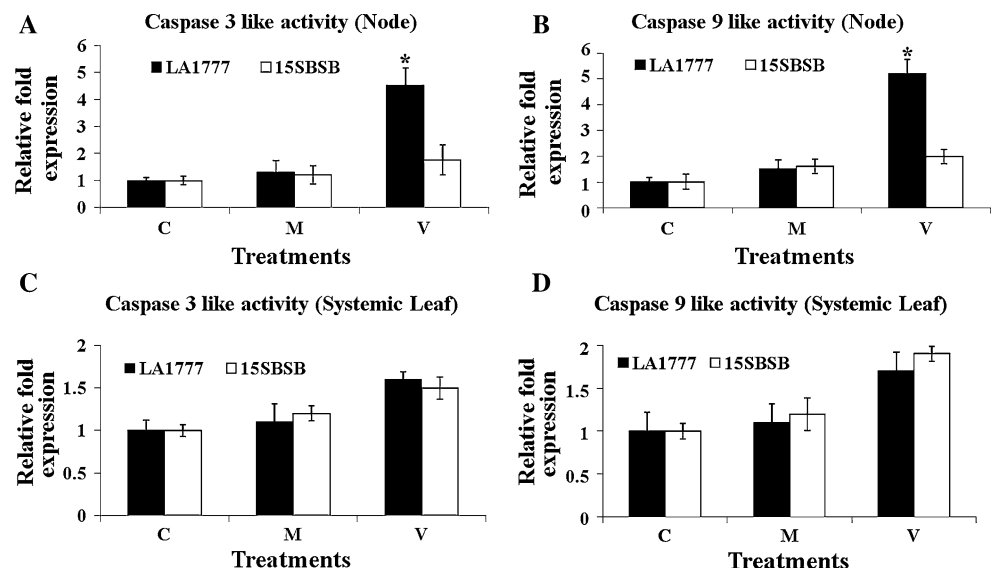 A
Caspase 3 like activity (Node)
Relative fold
expression
6
5
4
3
2
1
0
LA1777
15SBSB
*
C
M
V
Treatments
B
Caspase 9 like activity (Node)
Relative fold
expression
6
5
4
3
2
1
0
LA1777
15SBSB
*
C
M
V
Treatments
C
Caspase 3 like activity (Systemic Leaf)
Relative fold
expression
2
1.5
1
0.5
0
LA1777
15SBSB
C
M
V
Treatments
D
Caspase 9 like activity (Systemic Leaf)
Relative fold
expression
2
1.5
1
0.5
0
LA1777
15SBSB
C
M
V
Treatments